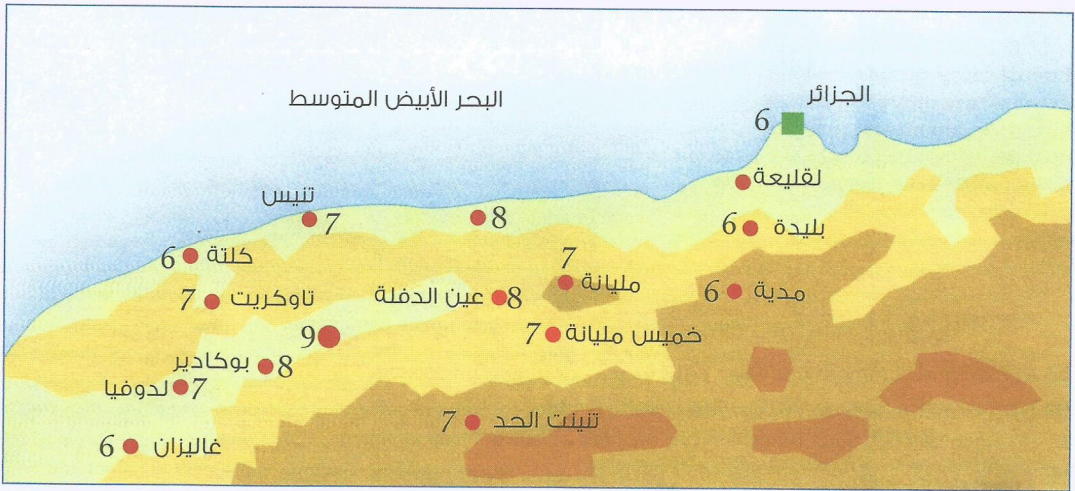 الجزائر
6
البحر الأبيض المتوسط
لقليعة
تنيس
7
8
بليدة
6
كلتة
6
7
مليانة
مدية
6
عين الدفلة
8
تاوكريت
7
خميس مليانة
7
9
بوكادير
8
لدوفيا
7
تنينت الحد
7
غاليزان
6